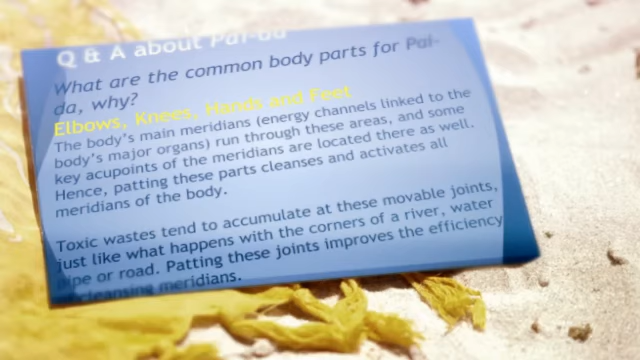 Q & A about Pai-da
What are the common body parts for Pai-
da, why?
Elbows, Knees, Hands and Feet
The body's main meridians (energy channels linked to the
body's major organs) run through these areas, and some
key acupoints of the meridians are located there as well.
Hence, patting these parts cleanses and activates all
meridians of the body.
Toxic wastes tend to accumulate at these movable joints,
just like what happens with the corners of a river, water
pipe or road. Patting these joints improves the efficiency
cleansing meridians.